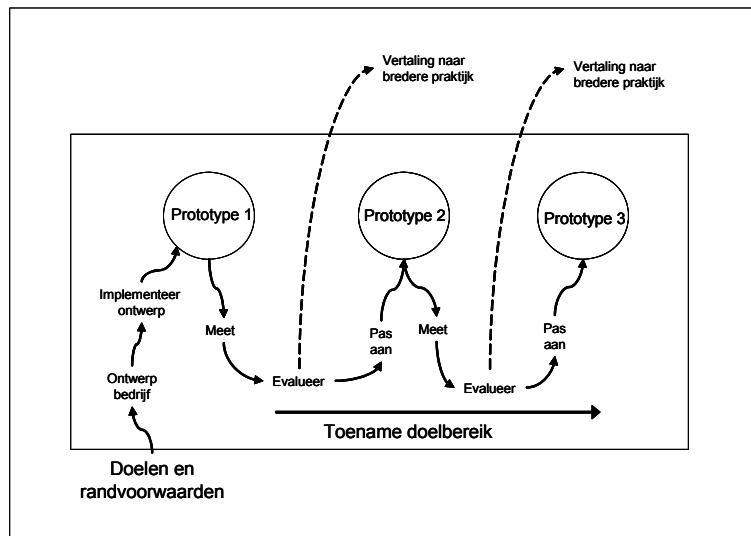 Vertaling naar
bredere praktijk
Vertaling naar
bredere praktijk
Prototype 1
Prototype 2
Prototype 3
Implementeer
ontwerp
Meet
Pas
aan
Meet
Pas
aan
Ontwerp
bedrijf
Evalueer
Evalueer
Toename doelbereik
Doelen en
randvoorwaarden